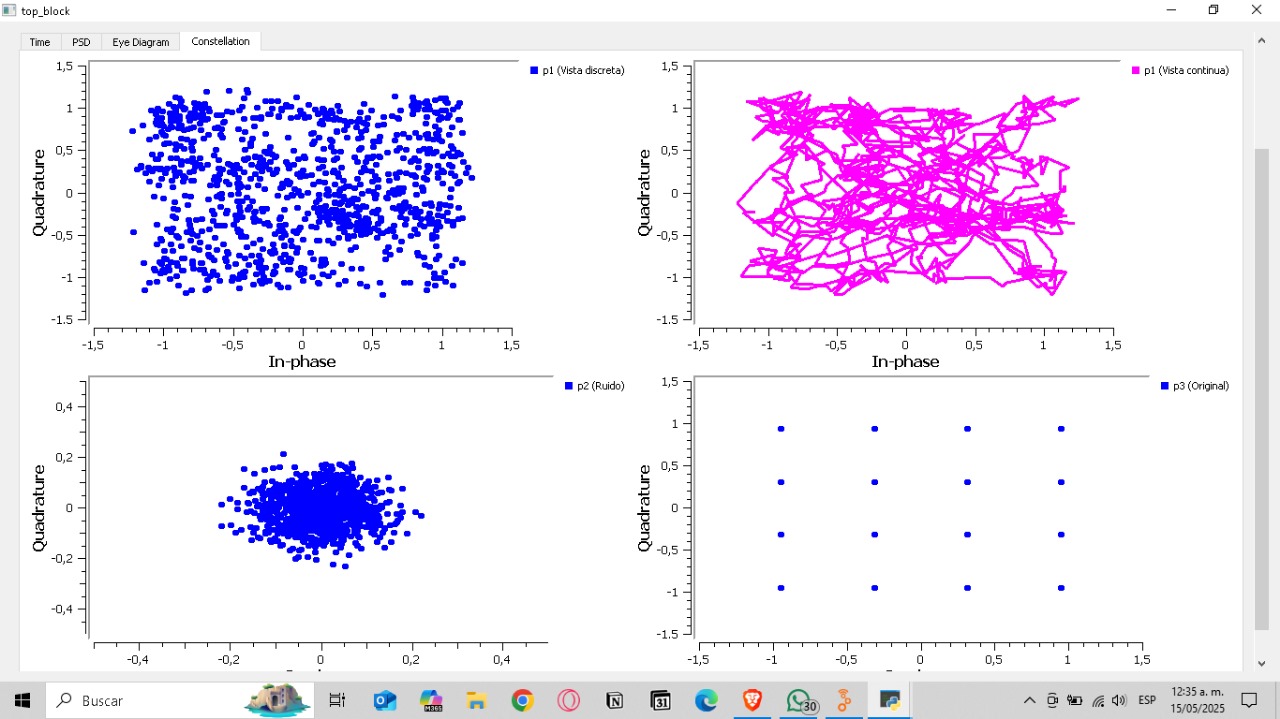 top_block
Time PSD Eye Diagram Constellation
1,5
1
0,5
0
-0,5
-1
-1.5
Quadrature
-1,5 -1 -0,5 0 0,5 1 1,5
In-phase
p1 (Vista discreta)
1,5
1
0,5
0
-0,5
-1
-1.5
Quadrature
-1,5 -1 -0,5 0 0,5 1 1,5
In-phase
p1 (Vista continua)
0,4
0,2
0
-0,2
-0,4
Quadrature
-0,4 -0,2 0 0,2 0,4
p2 (Ruido)
1,5
1
0,5
0
-0,5
-1
-1.5
Quadrature
-1,5 -1 -0,5 0 0,5 1 1,5
p3 (Original)
Buscar
M365
31
30
ESP
12:35 a. m.
15/05/2025